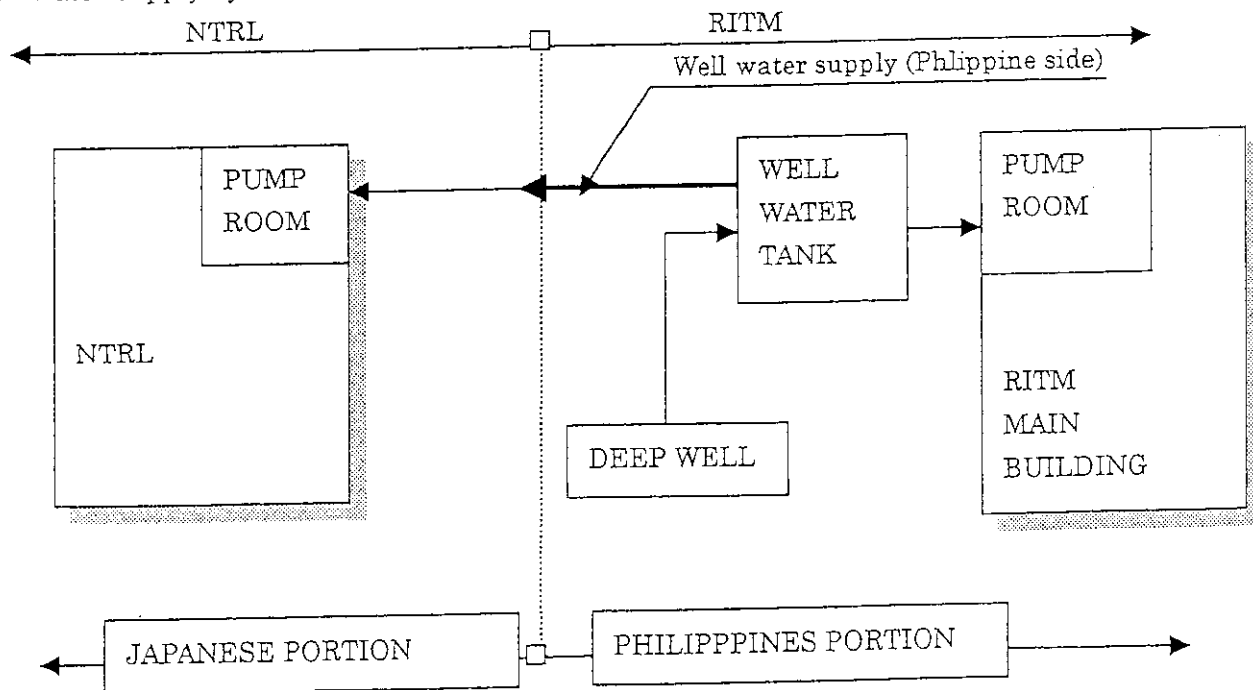 NTRL
RITM
Well water supply (Phlippine side)
PUMP
ROOM
WELL
WATER
TANK
PUMP
ROOM
NTRL
DEEP WELL
RITM
MAIN
BUILDING
JAPANESE PORTION
PHILIPPPINES PORTION